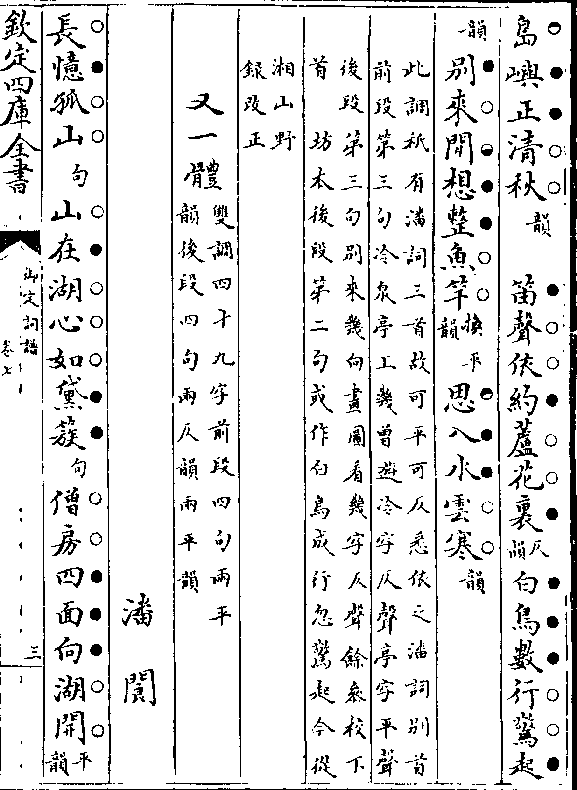 島嶼正清秋韻　笛聲依約蘆花裏仄韻白鳥數行驚起
韻別來閒想整魚竿換平韻思入水雲寒韻
此調祇有潘詞三首故可平可仄悉依之潘詞別首
前段第三句冷泉亭上幾曾遊冷字仄聲亭字平聲
後段第三句別來幾向畫圖看幾字仄聲餘叅校下
首　坊本後段第二句或作白鳥成行忽驚起今從
湘山野
録改正
又一體
雙調四十九字前段四句兩平
韻後段四句兩仄韻兩平韻
潘閬
長憶孤山句山在湖心如黛簇句僧房四面向湖開平韻
欽定四庫全書
御定詞譜
卷七
三